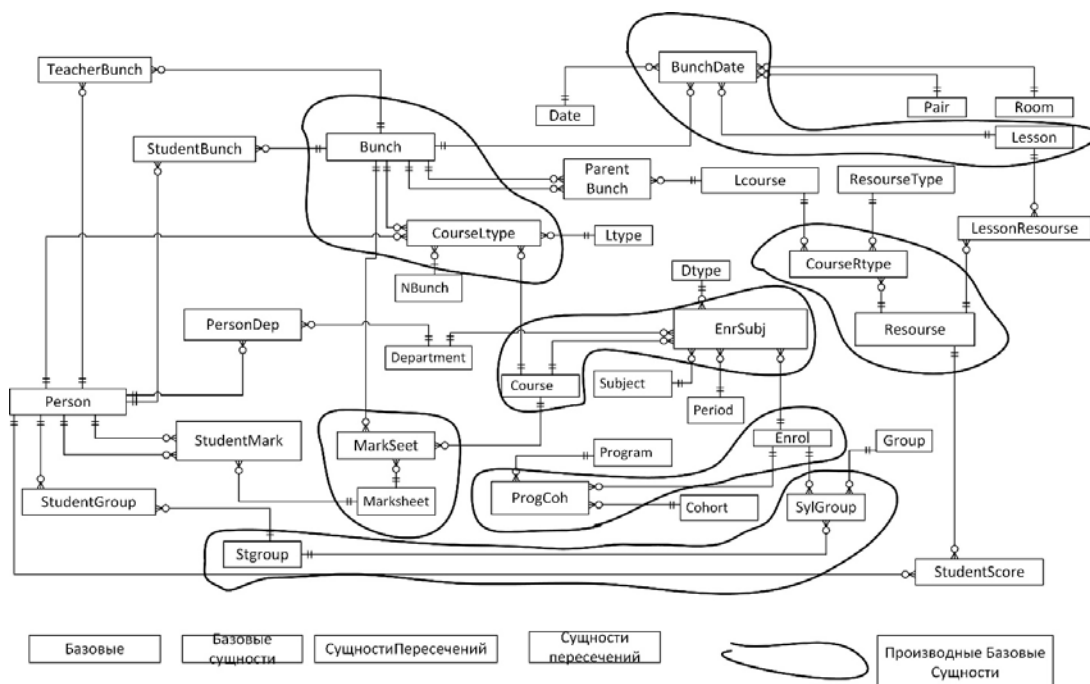 TeacherBunch
BunchDate
Date
Pair
Room
Lesson
StudentBunch
Bunch
Parent
Bunch
Lcourse
ResourseType
CourseLtype
Ltype
LessonResourse
NBunch
CourseRtype
Dtype
PersonDep
EnrSubj
Resourse
Department
Course
Subject
Person
Period
StudentMark
MarkSeet
Enrol
Group
Program
StudentGroup
Marksheet
ProgCoh
Cohort
SylGroup
Stgroup
StudentScore
Базовые
Базовые
сущности
СущностиПересечений
Сущности
пересечений
Производные Базовые
Сущности